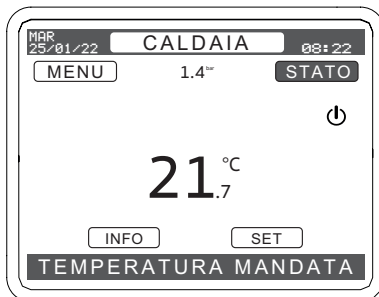 MAR
25/01/22 CALDAIA 08:22
MENU 1.4 bar STATO
21.7 °C
INFO SET
TEMPERATURA MANDATA